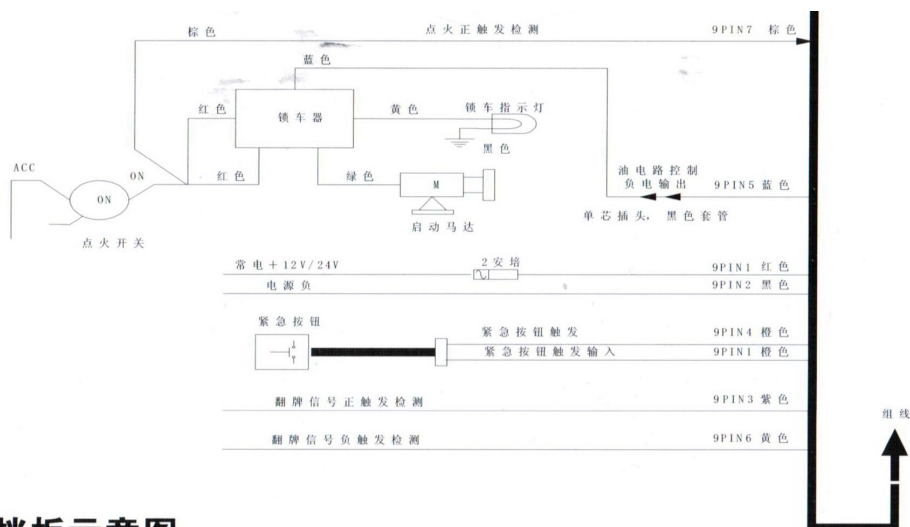 棕色 点火正触发检测 9PIN7 棕色
蓝色
红色 锁车器 黄色 锁车指示灯
黑色
ACC ON 红色 绿色 M 油电路控制
负电输出 9PIN5 蓝色
ON
单芯插头，黑色套管
启动马达
点火开关
常电+12V/24V 2安培 9PIN1 红色
电源负 9PIN2 黑色
紧急按钮 紧急按钮触发 9PIN4 橙色
紧急按钮触发输入 9PIN1 橙色
翻牌信号正触发检测 9PIN3 紫色
组线
翻牌信号负触发检测 9PIN6 黄色